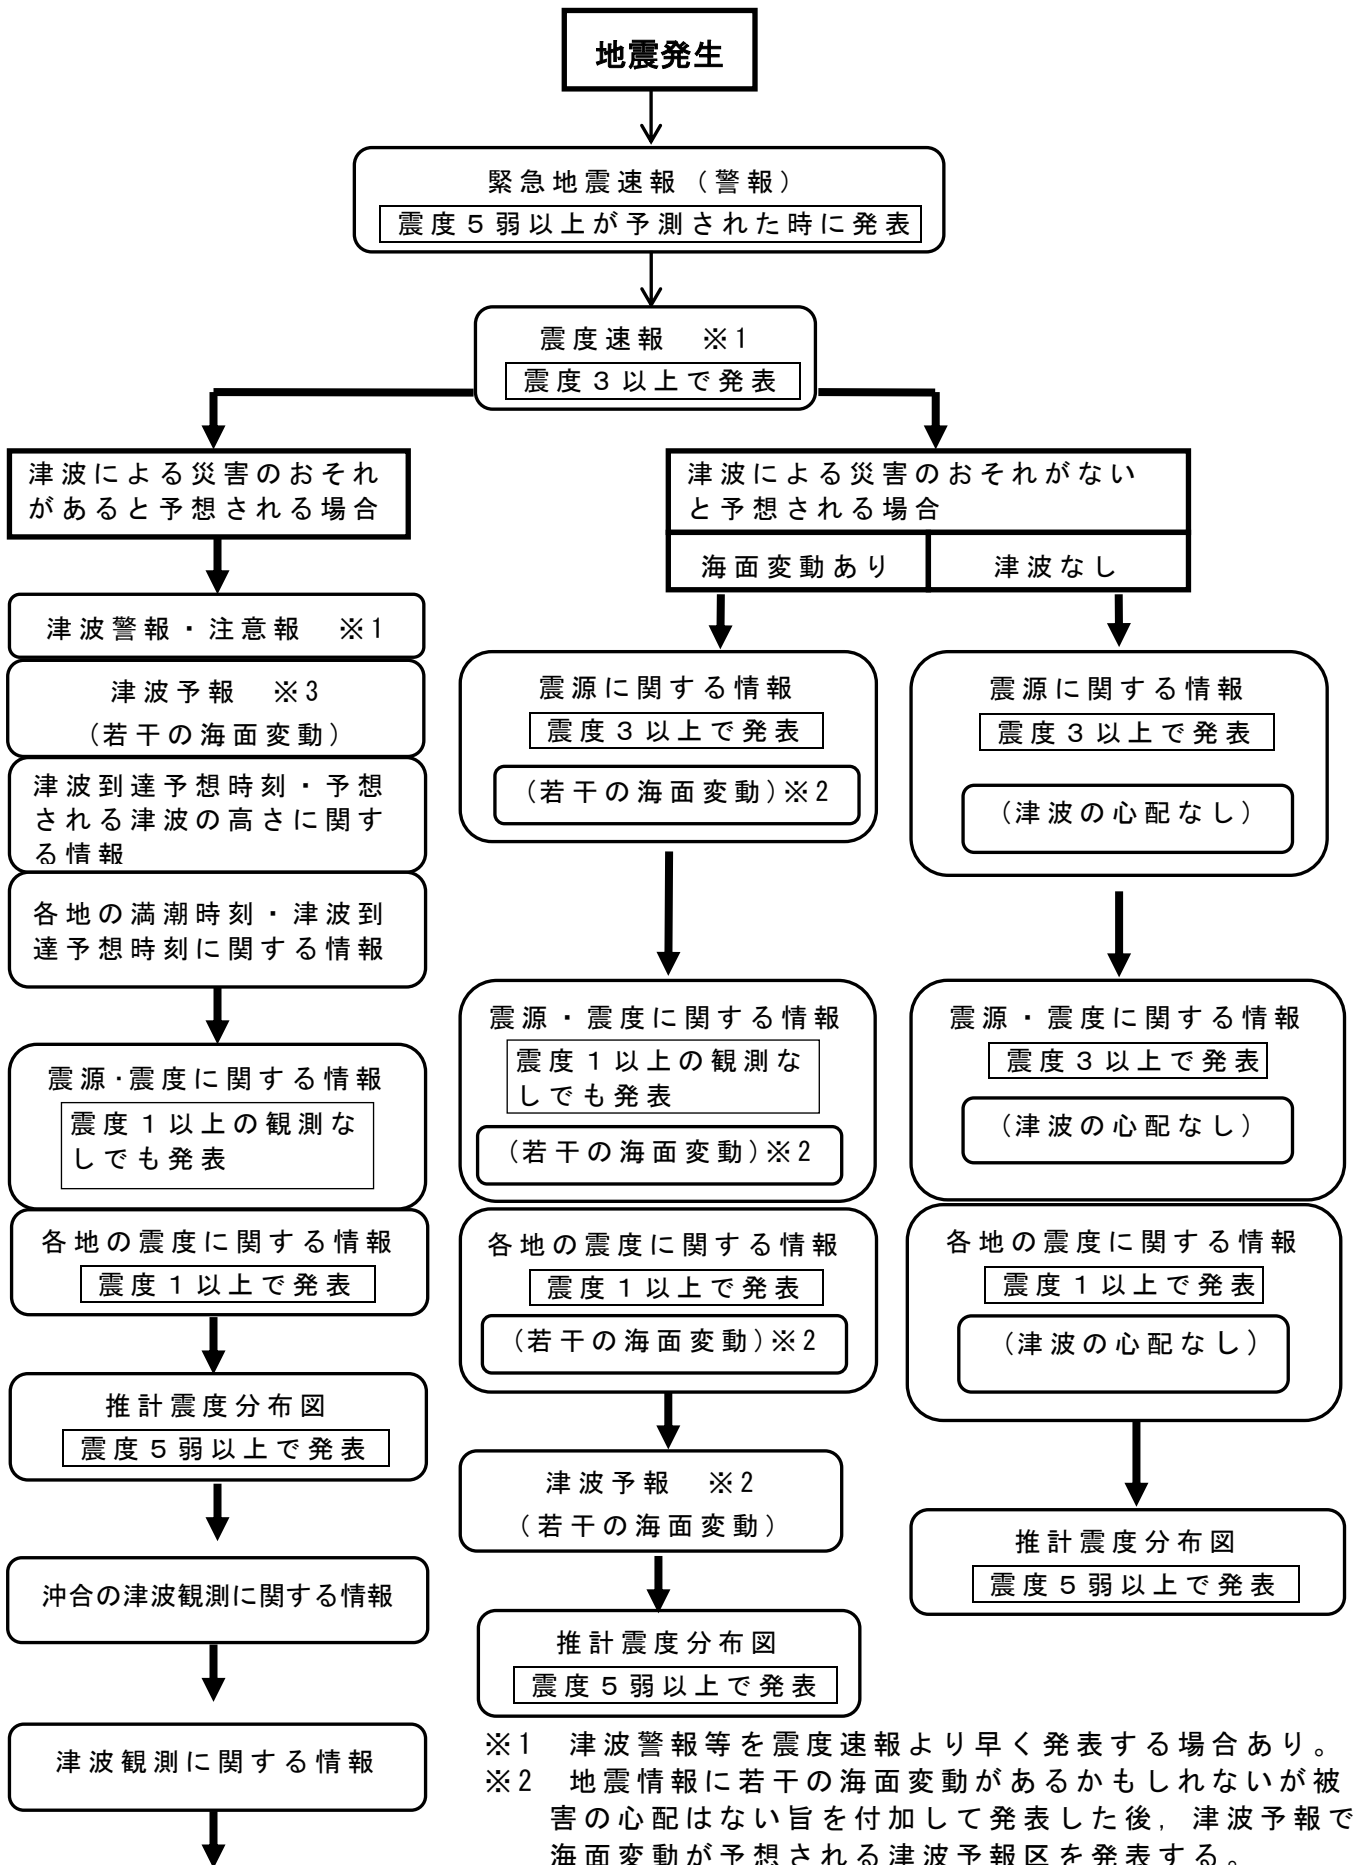 地震発生
緊急地震速報（警報）
震度５弱以上が予測された時に発表
震度速報　※1
震度３以上で発表
津波による災害のおそれ
があると予想される場合
津波警報・注意報　※1
津波予報　※3
（若干の海面変動）
津波到達予想時刻・予想
される津波の高さに関す
る情報
各地の満潮時刻・津波到
達予想時刻に関する情報
震源・震度に関する情報
震度１以上の観測な
しでも発表
各地の震度に関する情報
震度１以上で発表
推計震度分布図
震度５弱以上で発表
沖合の津波観測に関する情報
津波観測に関する情報
津波による災害のおそれがない
と予想される場合
海面変動あり
津波なし
震源に関する情報
震度３以上で発表
（若干の海面変動）※2
震源・震度に関する情報
震度１以上の観測な
しでも発表
（若干の海面変動）※2
各地の震度に関する情報
震度１以上で発表
（若干の海面変動）※2
津波予報　※2
（若干の海面変動）
推計震度分布図
震度５弱以上で発表
震源に関する情報
震度３以上で発表
（津波の心配なし）
震源・震度に関する情報
震度３以上で発表
（津波の心配なし）
各地の震度に関する情報
震度１以上で発表
（津波の心配なし）
推計震度分布図
震度５弱以上で発表
※1　津波警報等を震度速報より早く発表する場合あり。
※2　地震情報に若干の海面変動があるかもしれないが被
害の心配はない旨を付加して発表した後，津波予報で
海面変動が予想される津波予報区を発表する。